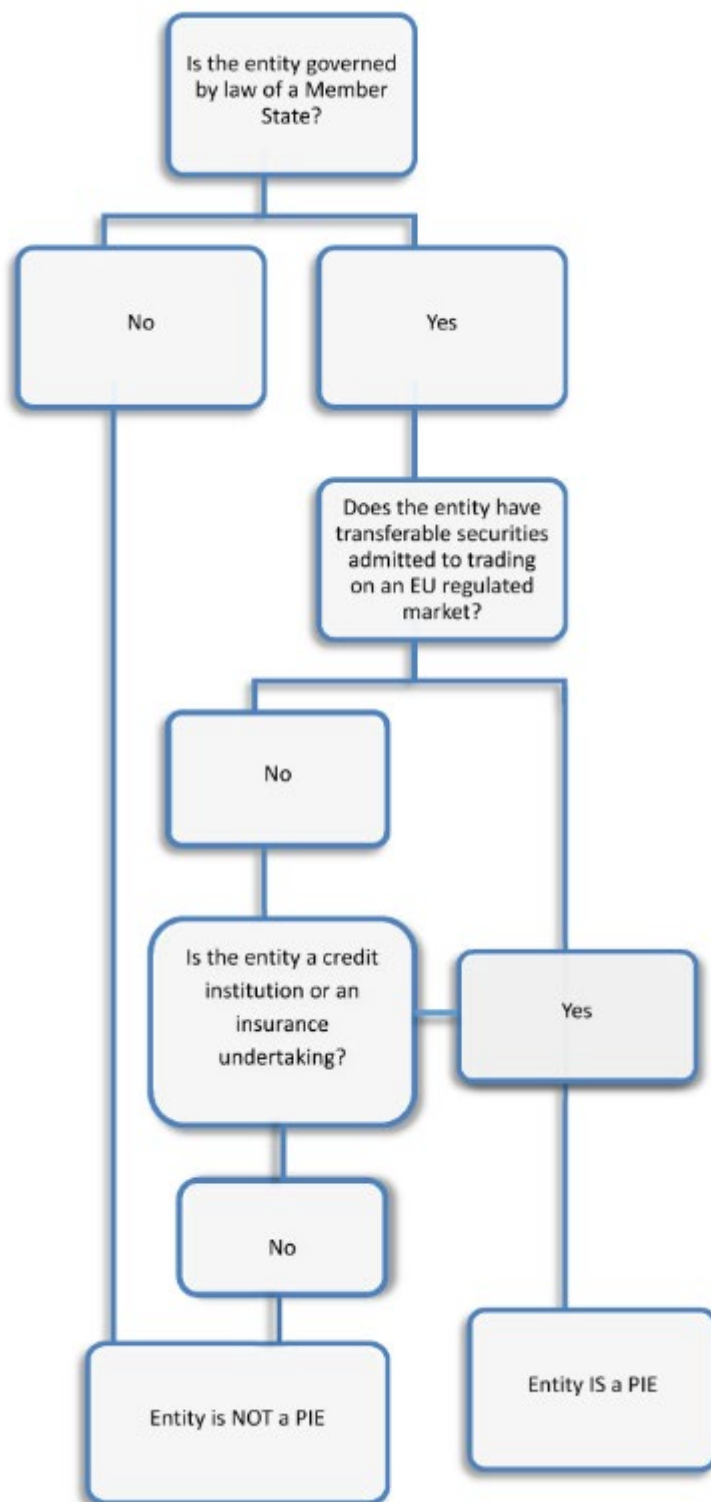 Is the entity governed
by law of a Member
State?
No
Yes
Does the entity have
transferable securities
admitted to trading
on an EU regulated
market?
No
Is the entity a credit
institution or an
insurance
undertaking?
Yes
No
Entity is NOT a PIE
Entity IS a PIE